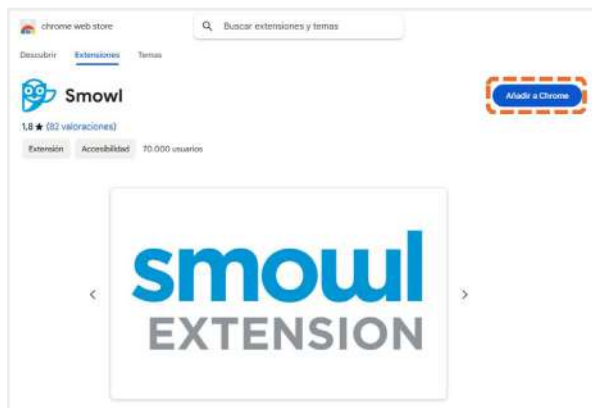 chrome web store
Buscar extensiones y temas
Descubrir Extensiones Temas
Smowl
Añadir a Chrome
1,8 ★ (82 valoraciones)
Extensión Accesibilidad 70.000 usuarios
smowl
EXTENSION